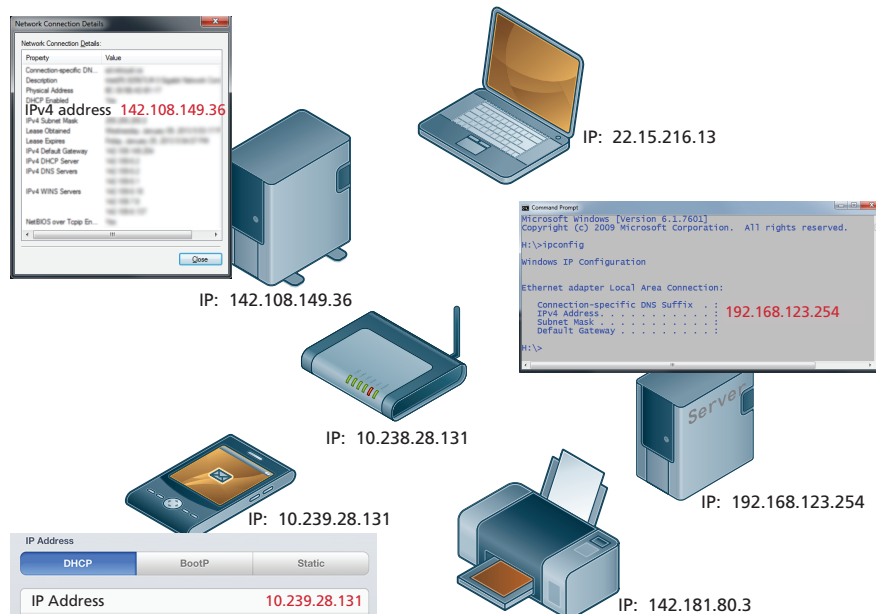 Network Connection Details
Network Connection Details:
Property Value
Connection-specific DN...
Description
Physical Address
DHCP Enabled
IPv4 address 142.108.149.36
IPv4 Subnet Mask
Lease Obtained
Lease Expires
IPv4 Default Gateway
IPv4 DHCP Server
IPv4 DNS Servers
IPv4 WINS Servers
NetBIOS over Tcpip En...
Close
IP: 142.108.149.36
IP: 22.15.216.13
Command Prompt
Microsoft Windows [Version 6.1.7601]
Copyright (c) 2009 Microsoft Corporation. All rights reserved.
H:\>ipconfig
Windows IP Configuration
Ethernet adapter Local Area Connection:
Connection-specific DNS Suffix . :
IPv4 Address. . . . . . . . . . . : 192.168.123.254
Subnet Mask . . . . . . . . . . . :
Default Gateway . . . . . . . . . :
H:\>
IP: 10.238.28.131
Server
IP: 192.168.123.254
IP: 10.239.28.131
IP Address
DHCP BootP Static
IP Address 10.239.28.131
IP: 142.181.80.3